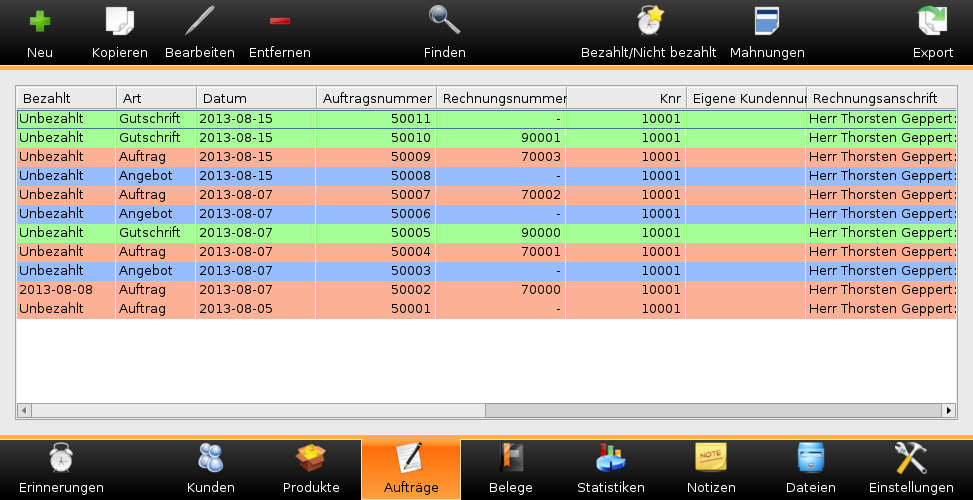 Neu Kopieren Bearbeiten Entfernen Finden Bezahlt/Nicht bezahlt Mahnungen Export
Bezahlt Art Datum Auftragsnummer Rechnungsnummer Knr Eigene Kundennur Rechnungsanschrift
Unbezahlt Gutschrift 2013-08-15 50011 - 10001 Herr Thorsten Geppert:
Unbezahlt Gutschrift 2013-08-15 50010 90001 10001 Herr Thorsten Geppert:
Unbezahlt Auftrag 2013-08-15 50009 70003 10001 Herr Thorsten Geppert:
Unbezahlt Angebot 2013-08-15 50008 - 10001 Herr Thorsten Geppert:
Unbezahlt Auftrag 2013-08-07 50007 70002 10001 Herr Thorsten Geppert:
Unbezahlt Angebot 2013-08-07 50006 - 10001 Herr Thorsten Geppert:
Unbezahlt Gutschrift 2013-08-07 50005 90000 10001 Herr Thorsten Geppert:
Unbezahlt Auftrag 2013-08-07 50004 70001 10001 Herr Thorsten Geppert:
Unbezahlt Angebot 2013-08-07 50003 - 10001 Herr Thorsten Geppert:
2013-08-08 Auftrag 2013-08-07 50002 70000 10001 Herr Thorsten Geppert:
Unbezahlt Auftrag 2013-08-05 50001 - 10001 Herr Thorsten Geppert:
NOTE
Erinnerungen Kunden Produkte Aufträge Belege Statistiken Notizen Dateien Einstellungen